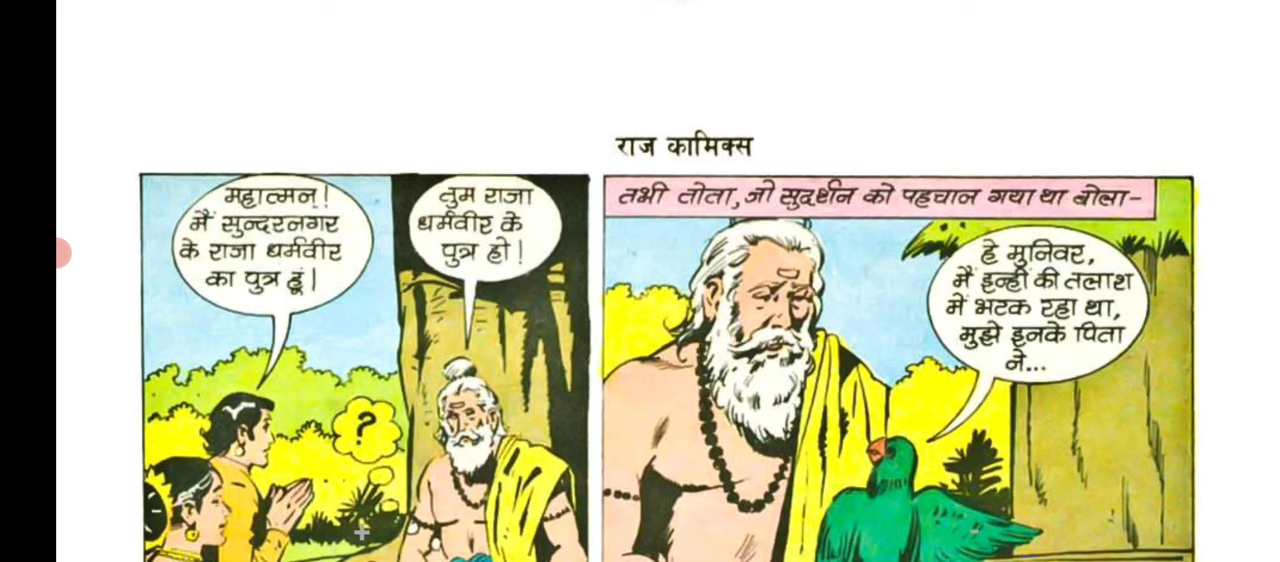 राज कामिक्स
महात्मन्!
मैं सुन्दरनगर
के राजा धर्मवीर
का पुत्र हूं।
तुम राजा
धर्मवीर के
पुत्र हो!
?
तभी तोता, जो सुदर्शन को पहचान गया था बोला-
हे मुनिवर,
मैं इन्हीं की तलाश
में भटक रहा था,
मुझे इनके पिता
ने...